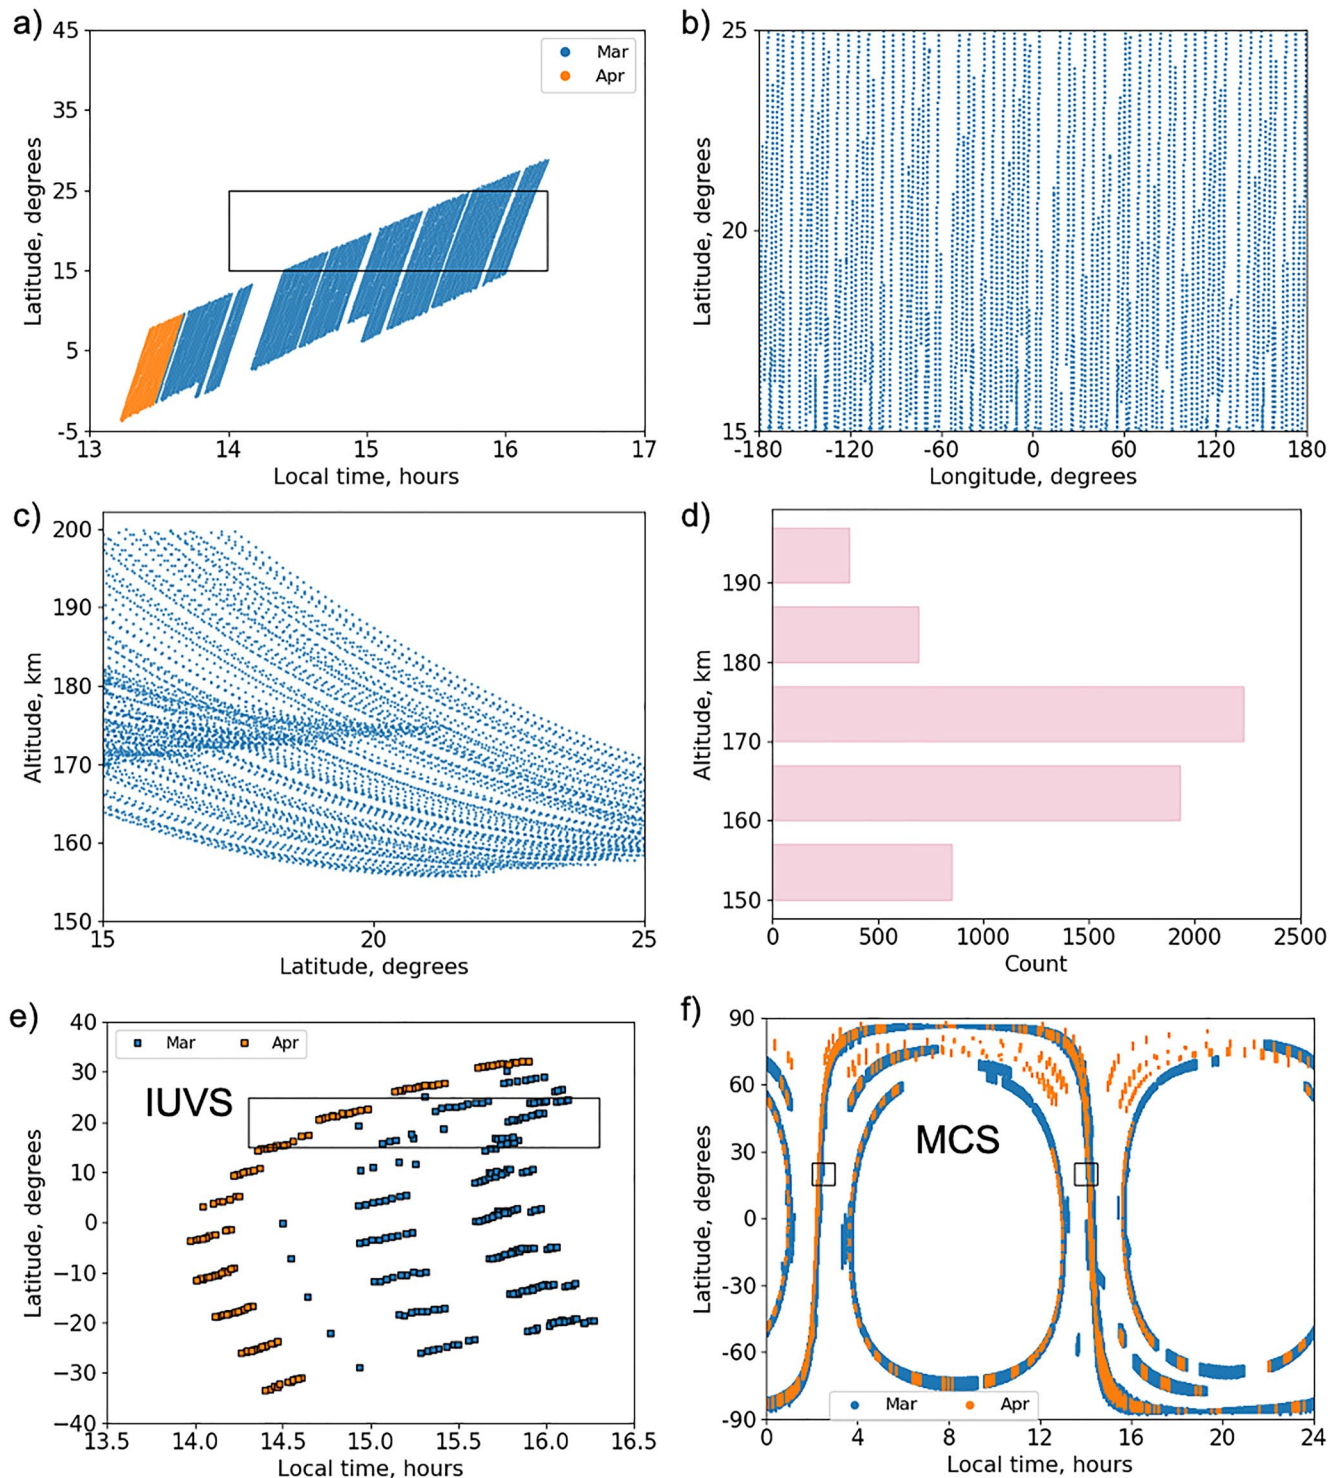 a)
45
35
25
15
5
-5
Latitude, degrees
Mar
Apr
13 14 15 16 17
Local time, hours
b)
25
20
15
Latitude, degrees
-180 -120 -60 0 60 120 180
Longitude, degrees
c)
200
190
180
170
160
150
Altitude, km
15 20 25
Latitude, degrees
d)
190
180
170
160
150
Altitude, km
0 500 1000 1500 2000 2500
Count
e)
40
30
20
10
0
−10
−20
−30
−40
Latitude, degrees
Mar Apr
IUVS
13.5 14.0 14.5 15.0 15.5 16.0 16.5
Local time, hours
f)
90
60
30
0
-30
-60
-90
Latitude, degrees
MCS
Mar Apr
0 4 8 12 16 20 24
Local time, hours